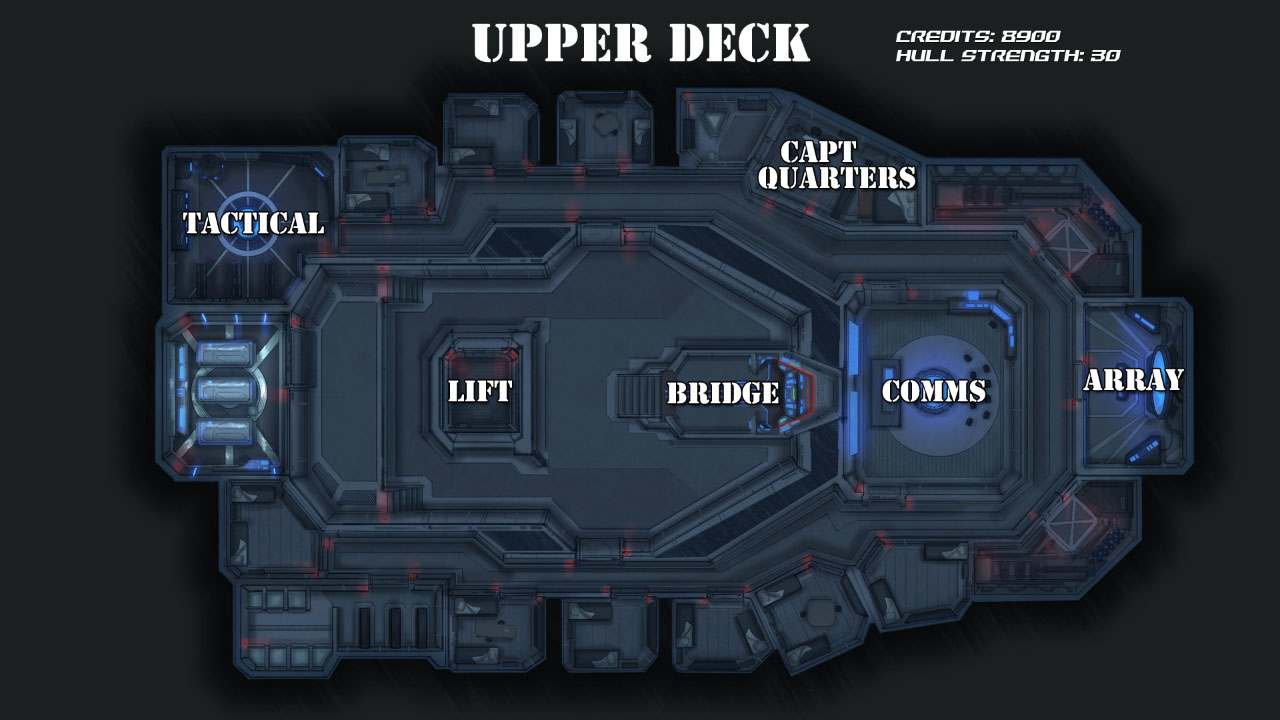 UPPER DECK
CREDITS: 8900
HULL STRENGTH: 30
CAPT
QUARTERS
TACTICAL
LIFT
BRIDGE
COMMS
ARRAY